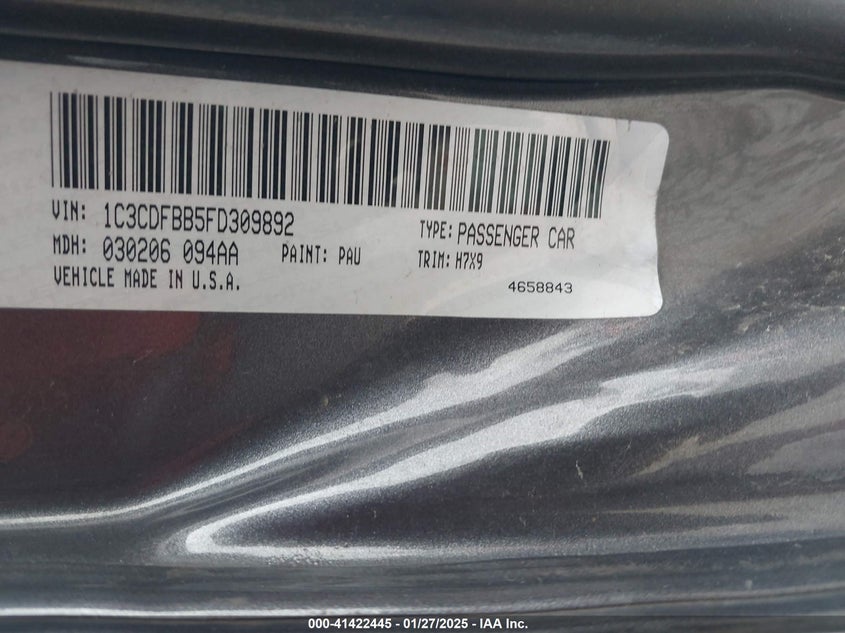 VIN: 1C3CDFBB5FD309892 TYPE: PASSENGER CAR
MDH: 030206 094AA PAINT: PAU TRIM: H7X9
VEHICLE MADE IN U.S.A. 4658843
000-41422445 - 01/27/2025 - IAA Inc.